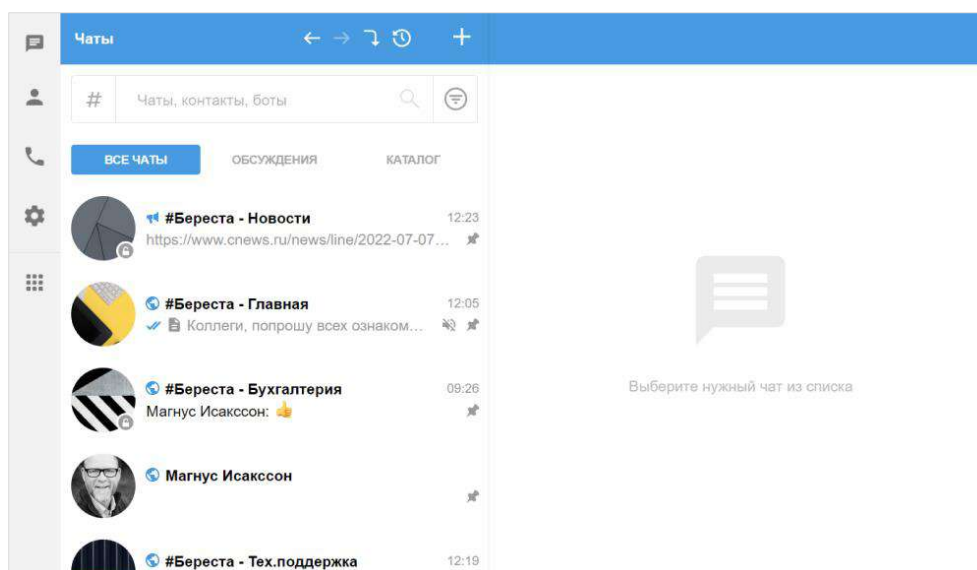 Чаты
# Чаты, контакты, боты
ВСЕ ЧАТЫ ОБСУЖДЕНИЯ КАТАЛОГ
#Береста - Новости 12:23
https://www.cnews.ru/news/line/2022-07-07...
#Береста - Главная 12:05
Коллеги, попрошу всех ознаком...
#Береста - Бухгалтерия 09:26
Магнус Исакссон: 👍
Магнус Исакссон
#Береста - Тех.поддержка 12:19
Выберите нужный чат из списка